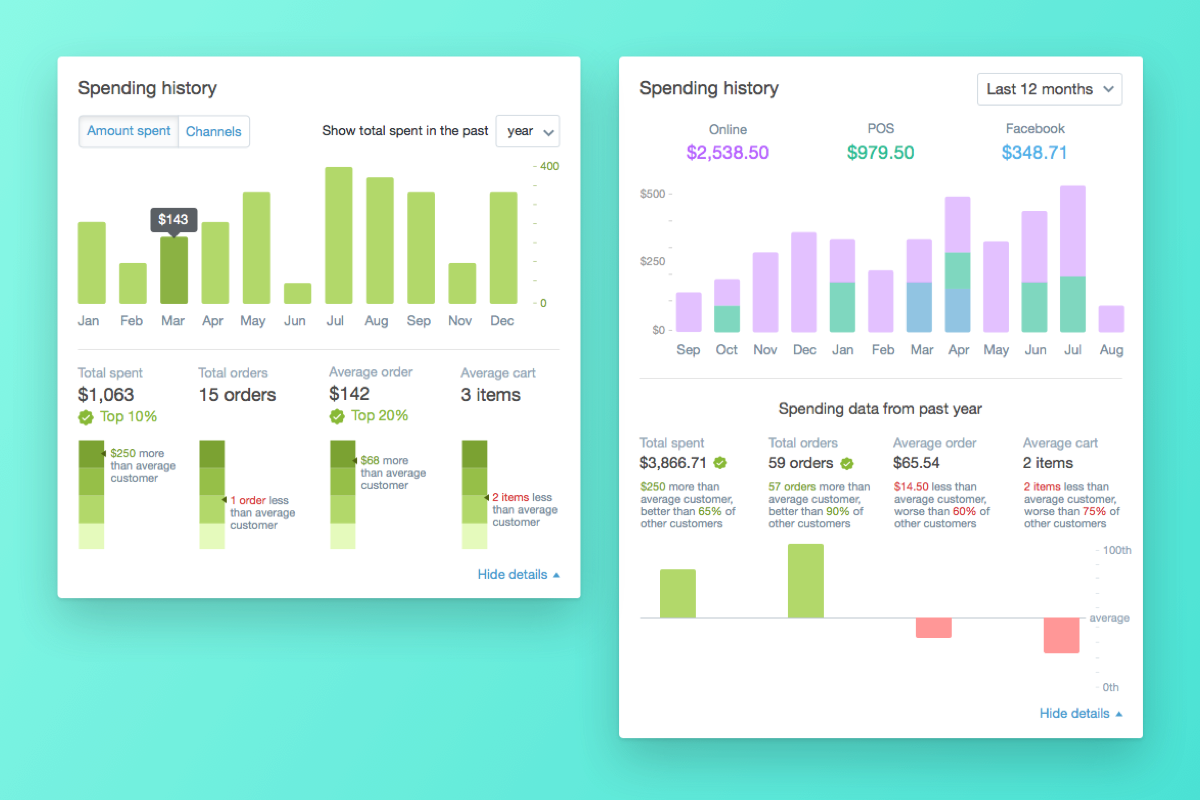 Spending history
Amount spent Channels Show total spent in the past year
400
$143
0
Jan Feb Mar Apr May Jun Jul Aug Sep Nov Dec
Total spent Total orders Average order Average cart
$1,063 15 orders $142 3 items
Top 10% Top 20%
$250 more
than average
customer
1 order less
than average
customer
$68 more
than average
customer
2 items less
than average
customer
Hide details
Spending history Last 12 months
Online POS Facebook
$2,538.50 $979.50 $348.71
$500
$250
$0
Sep Oct Nov Dec Jan Feb Mar Apr May Jun Jul Aug
Spending data from past year
Total spent Total orders Average order Average cart
$3,866.71 59 orders $65.54 2 items
$250 more than
average customer,
better than 65% of
other customers
57 orders more than
average customer,
better than 90% of
other customers
$14.50 less than
average customer,
worse than 60% of
other customers
2 items less than
average customer,
worse than 75% of
other customers
100th
average
0th
Hide details